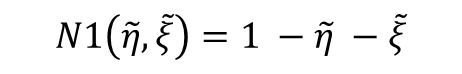 𝑁1(𝜂̃, 𝜉̃) = 1 − 𝜂̃ − 𝜉̃